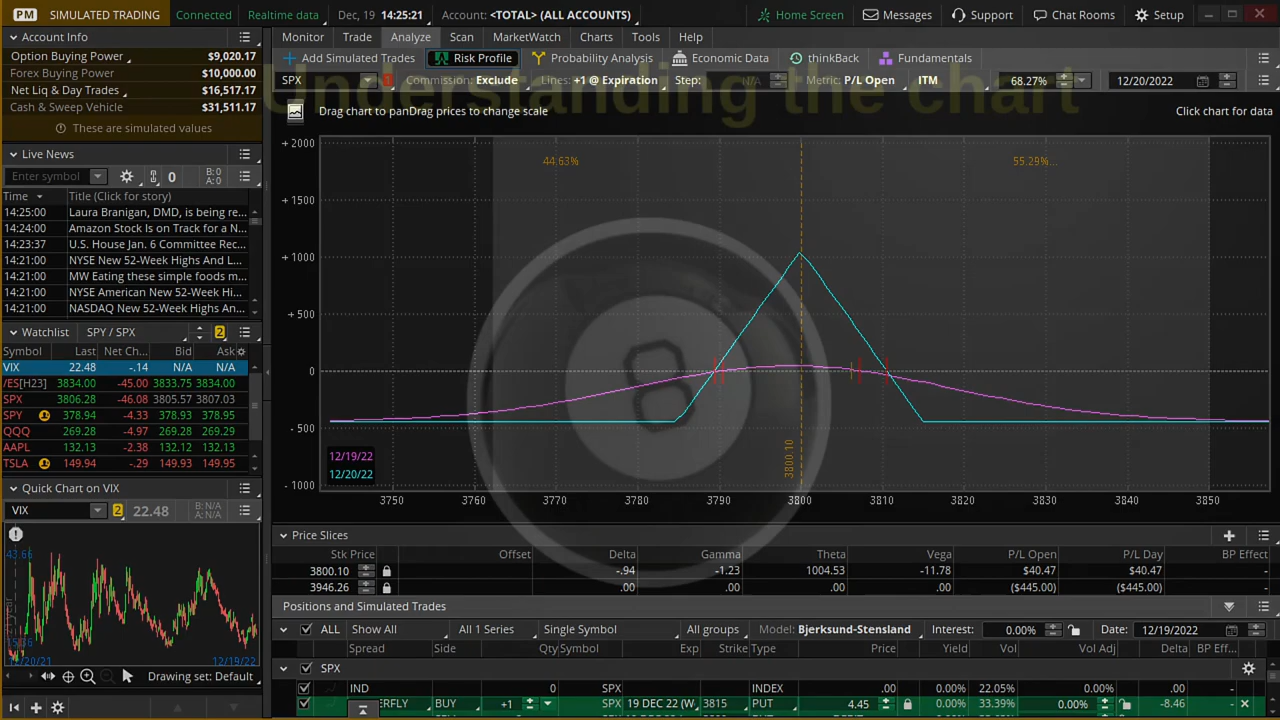 PM SIMULATED TRADING Connected Realtime data Dec, 19 14:25:21 Account: <TOTAL> (ALL ACCOUNTS) Home Screen Messages Support Chat Rooms Setup
Account Info
Option Buying Power $9,020.17
Forex Buying Power $10,000.00
Net Liq & Day Trades $16,517.17
Cash & Sweep Vehicle $31,511.17
These are simulated values
Live News
Enter symbol 0 B: 0
A: 0
Time Title (Click for story)
14:25:00 Laura Branigan, DMD, is being re...
14:24:00 Amazon Stock Is on Track for a N...
14:23:37 U.S. House Jan. 6 Committee Rec...
14:21:00 NYSE New 52-Week Highs And L...
14:21:00 MW Eating these simple foods m...
14:21:00 NYSE American New 52-Week Hi...
14:21:00 NASDAQ New 52-Week Highs An...
Watchlist SPY / SPX 2
Symbol Last Net Ch... Bid Ask
VIX 22.48 -.14 N/A N/A
/ES[H23] 3834.00 -45.00 3833.75 3834.00
SPX 3806.28 -46.08 3805.57 3807.03
SPY 378.94 -4.33 378.93 378.95
QQQ 269.28 -4.97 269.28 269.29
AAPL 132.13 -2.38 132.12 132.13
TSLA 149.94 -.29 149.93 149.95
Quick Chart on VIX
VIX 2 22.48 B: N/A
A: N/A
43.66
12/20/21 12/19/22
Drawing set: Default
Monitor Trade Analyze Scan MarketWatch Charts Tools Help
Add Simulated Trades Risk Profile Probability Analysis Economic Data thinkBack Fundamentals
Understanding the chart
SPX Commission: Exclude Lines: +1 @ Expiration Step: N/A Metric: P/L Open ITM 68.27% 12/20/2022
Drag chart to panDrag prices to change scale Click chart for data
+ 2000
44.63% 55.29%...
+ 1500
+ 1000
+ 500
0
- 500
- 1000
8
3800.10
12/19/22
12/20/22
3750 3760 3770 3780 3790 3800 3810 3820 3830 3840 3850
Price Slices
Stk Price Offset Delta Gamma Theta Vega P/L Open P/L Day BP Effect
3800.10 -.94 -1.23 1004.53 -11.78 $40.47 $40.47 -
3946.26 .00 .00 .00 .00 ($445.00) ($445.00) -
Positions and Simulated Trades
ALL Show All All 1 Series Single Symbol All groups Model: Bjerksund-Stensland Interest: 0.00% Date: 12/19/2022
Spread Side Qty Symbol Exp Strike Type Price Yield Vol Vol Adj Delta BP Eff...
SPX
IND 0 SPX INDEX .00 0.00% 22.05% 0.00% .00 -
ERFLY BUY +1 SPX 19 DEC 22 (W... 3815 PUT 4.45 0.00% 33.39% 0.00% -8.46 -